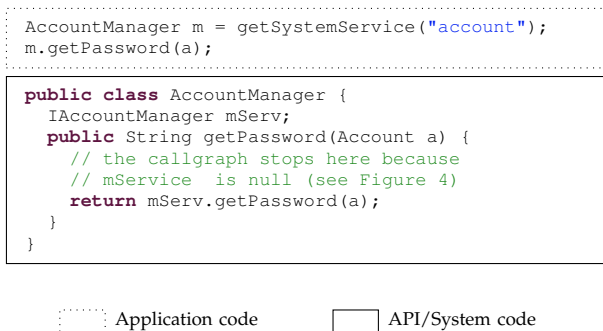 AccountManager m = getSystemService("account");
m.getPassword(a);
public class AccountManager {
IAccountManager mServ;
public String getPassword(Account a) {
// the callgraph stops here because
// mService is null (see Figure 4)
return mServ.getPassword(a);
}
}
Application code API/System code